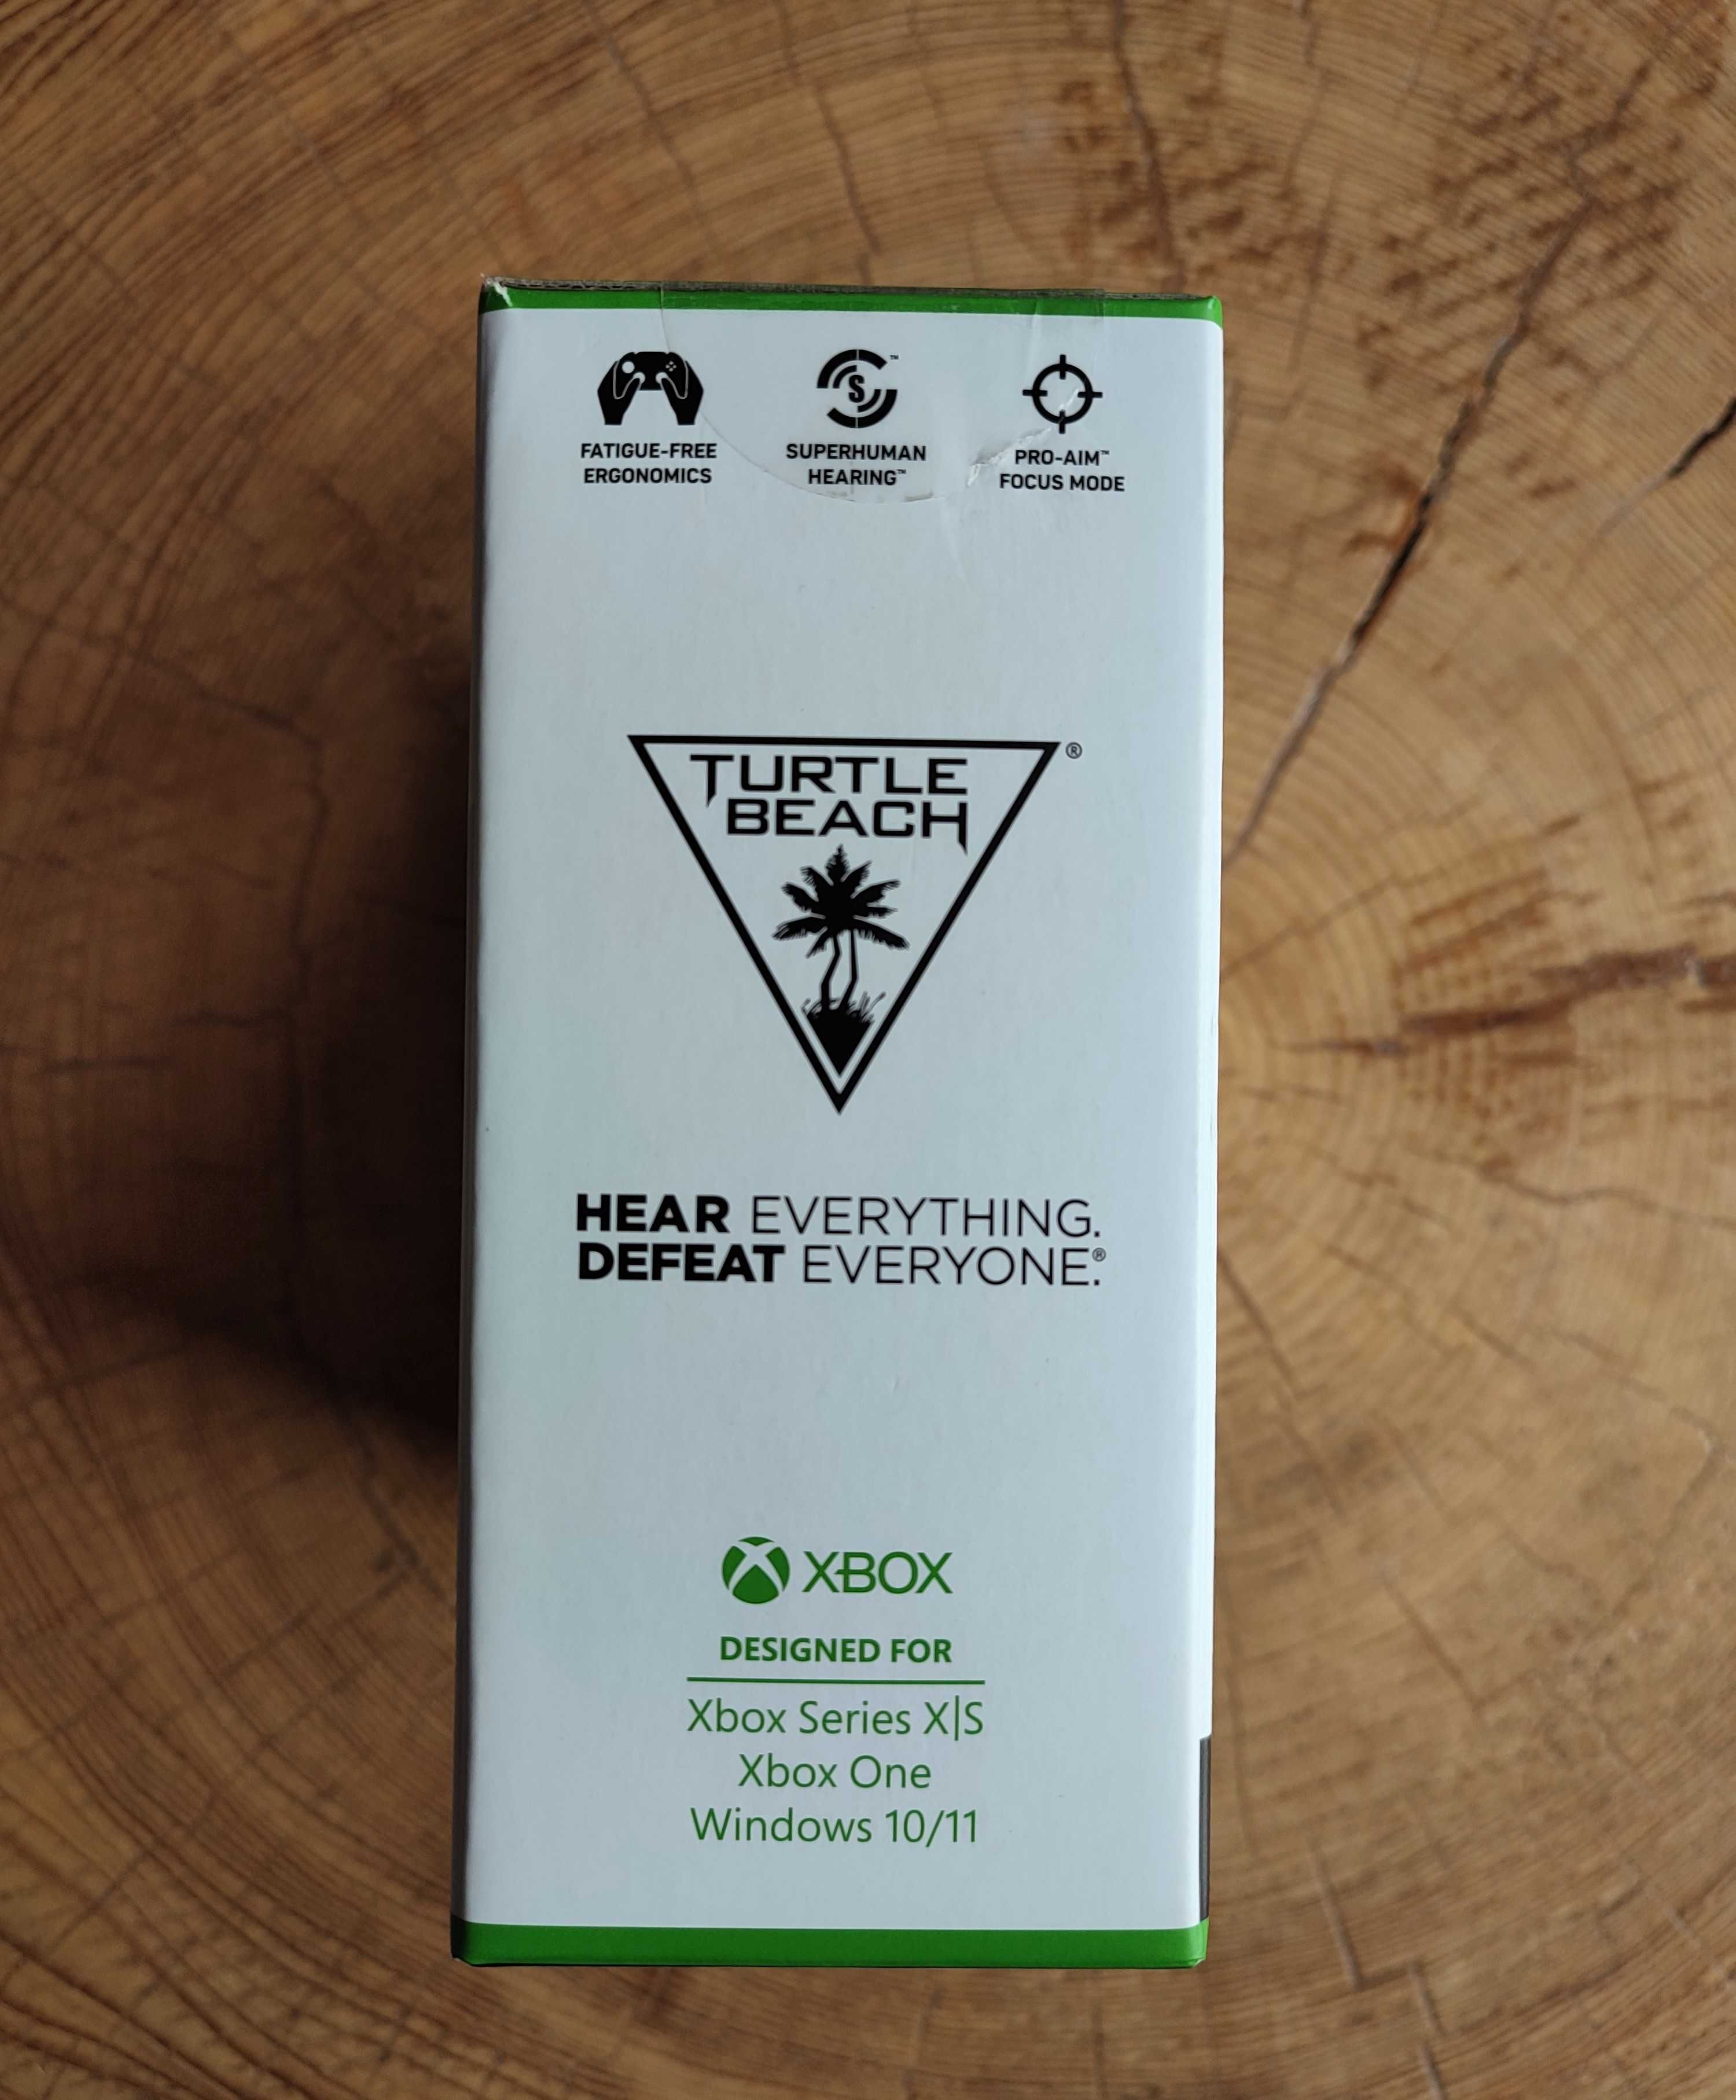 FATIGUE-FREE
ERGONOMICS
S™
SUPERHUMAN
HEARING™
PRO-AIM™
FOCUS MODE
TURTLE
BEACH®
HEAR EVERYTHING.
DEFEAT EVERYONE.®
XBOX
DESIGNED FOR
Xbox Series X|S
Xbox One
Windows 10/11